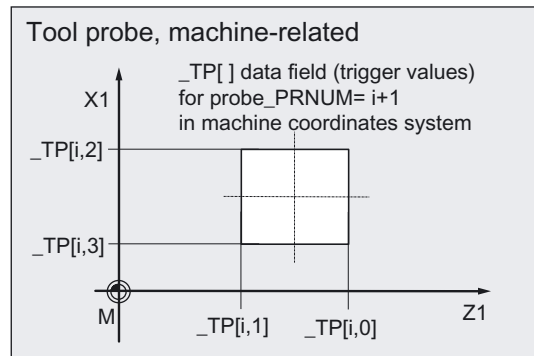 Tool probe, machine-related
_TP[ ] data field (trigger values)
for probe_PRNUM= i+1
in machine coordinates system
X1
_TP[i,2]
_TP[i,3]
M
Z1
_TP[i,1]
_TP[i,0]